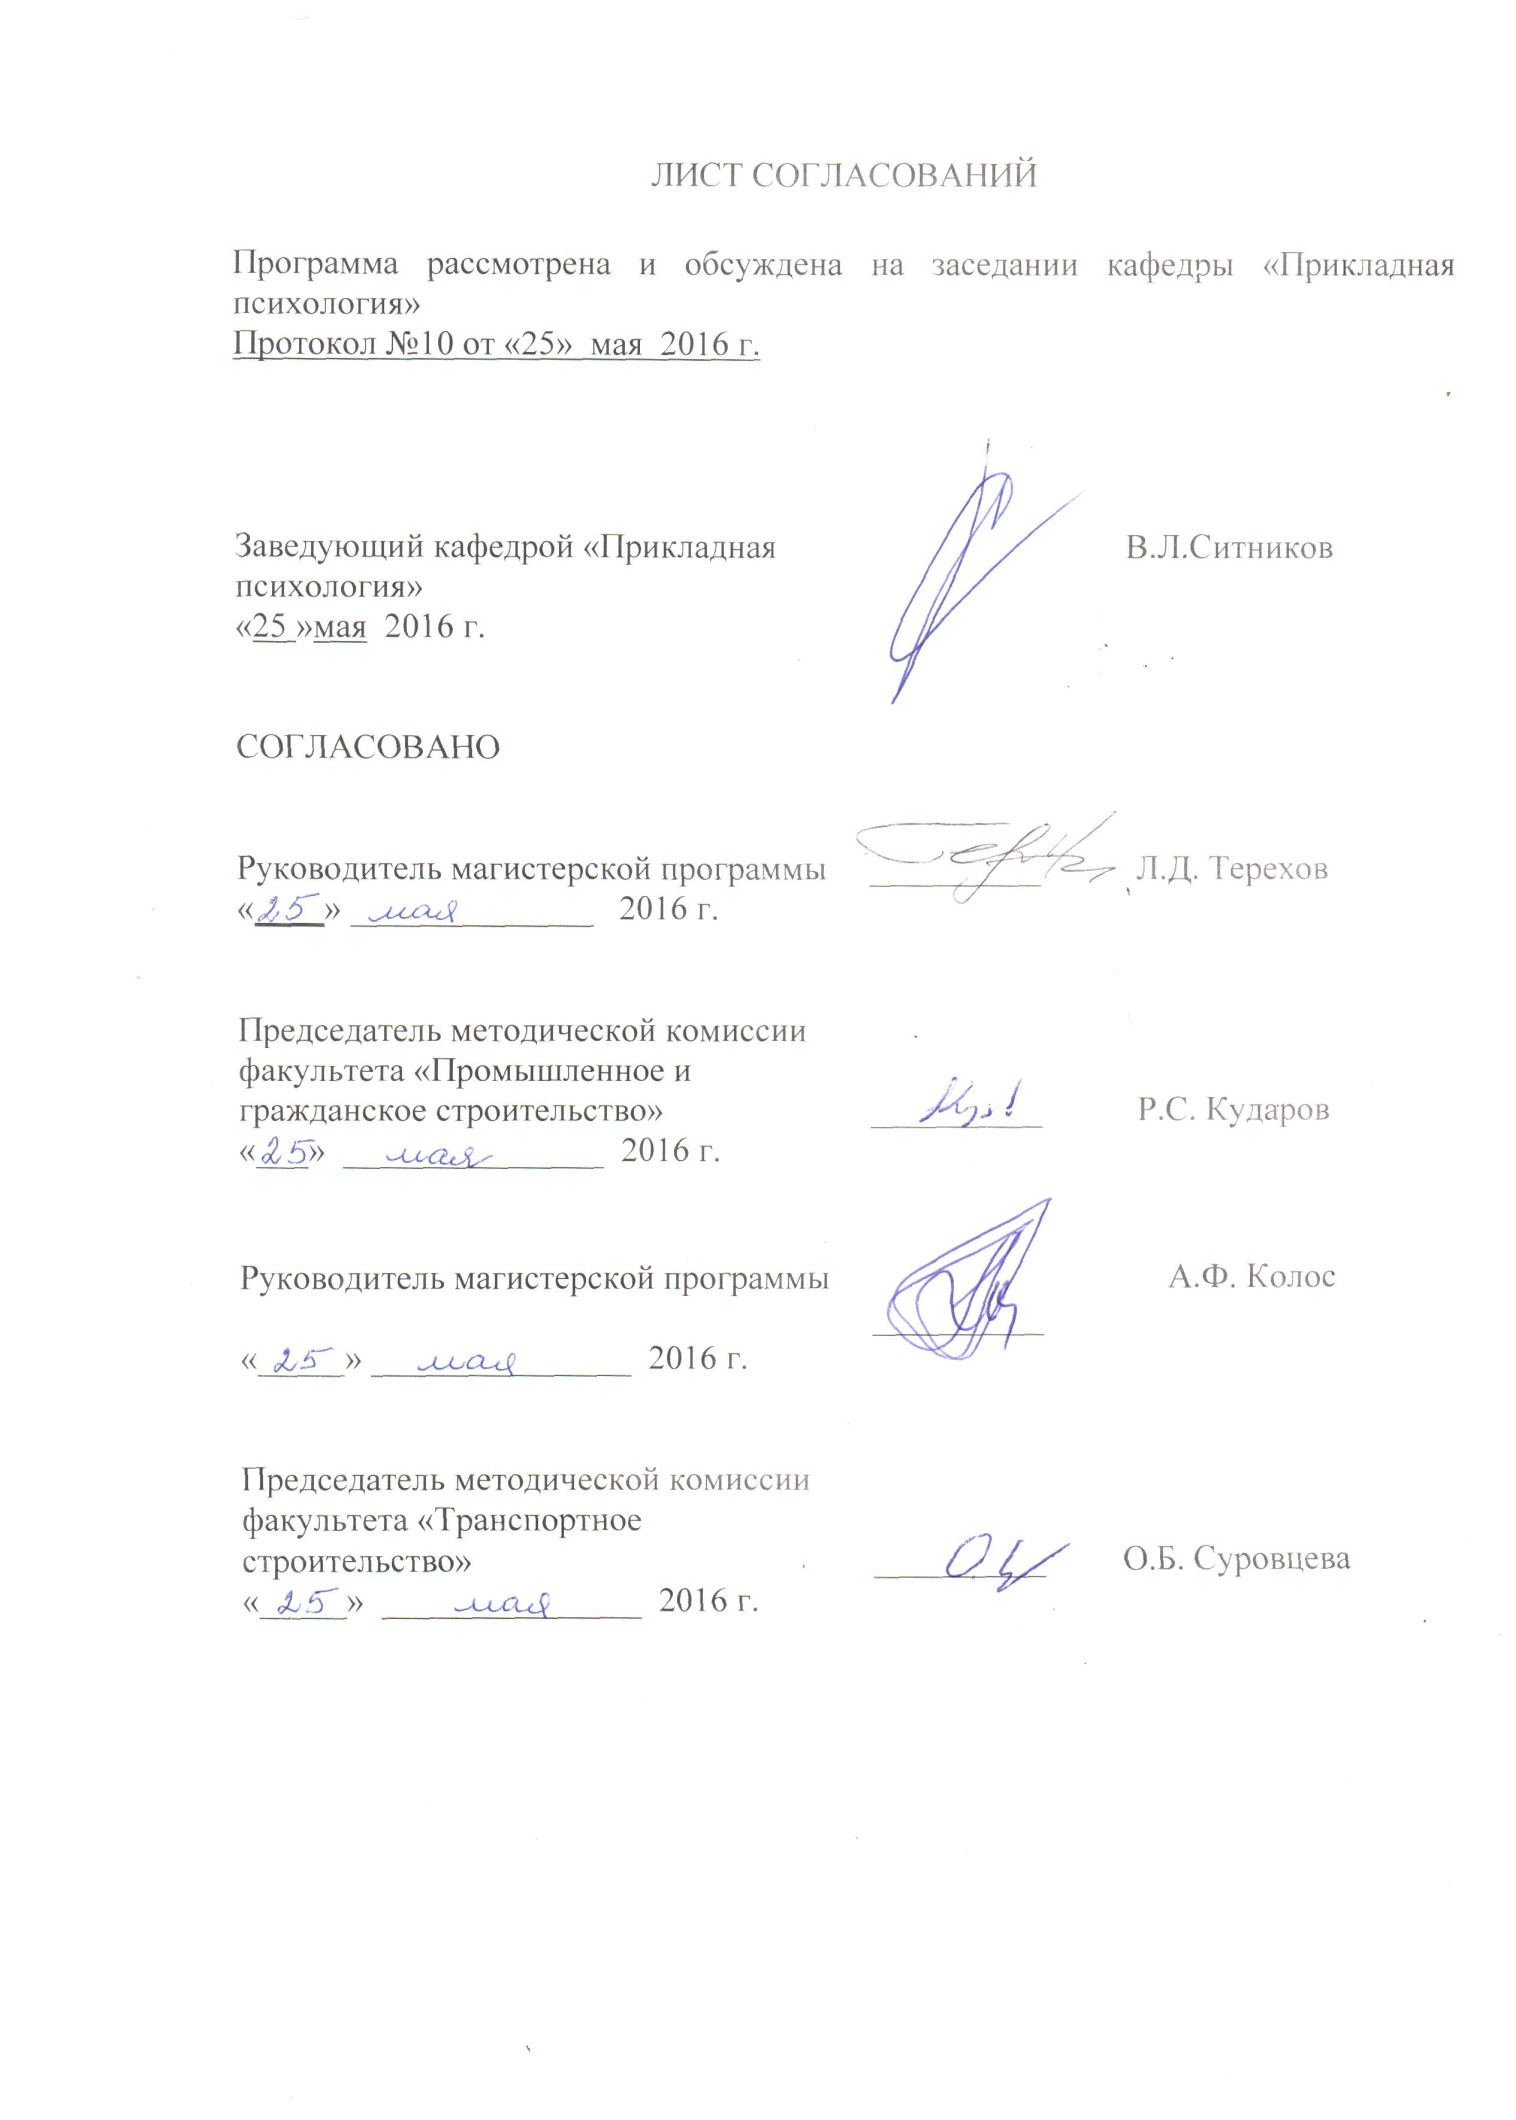 ЛИСТ СОГЛАСОВАНИЙ
Программа рассмотрена и обсуждена на заседании кафедры «Прикладная
психология»
Протокол №10 от «25» мая 2016 г.
Заведующий кафедрой «Прикладная В.Л.Ситников
психология»
«25 »мая 2016 г.
СОГЛАСОВАНО
Руководитель магистерской программы Л.Д. Терехов
«25» мая 2016 г.
Председатель методической комиссии
факультета «Промышленное и
гражданское строительство» Р.С. Кударов
«25» мая 2016 г.
Руководитель магистерской программы А.Ф. Колос
«25» мая 2016 г.
Председатель методической комиссии
факультета «Транспортное
строительство» О.Б. Суровцева
«25» мая 2016 г.